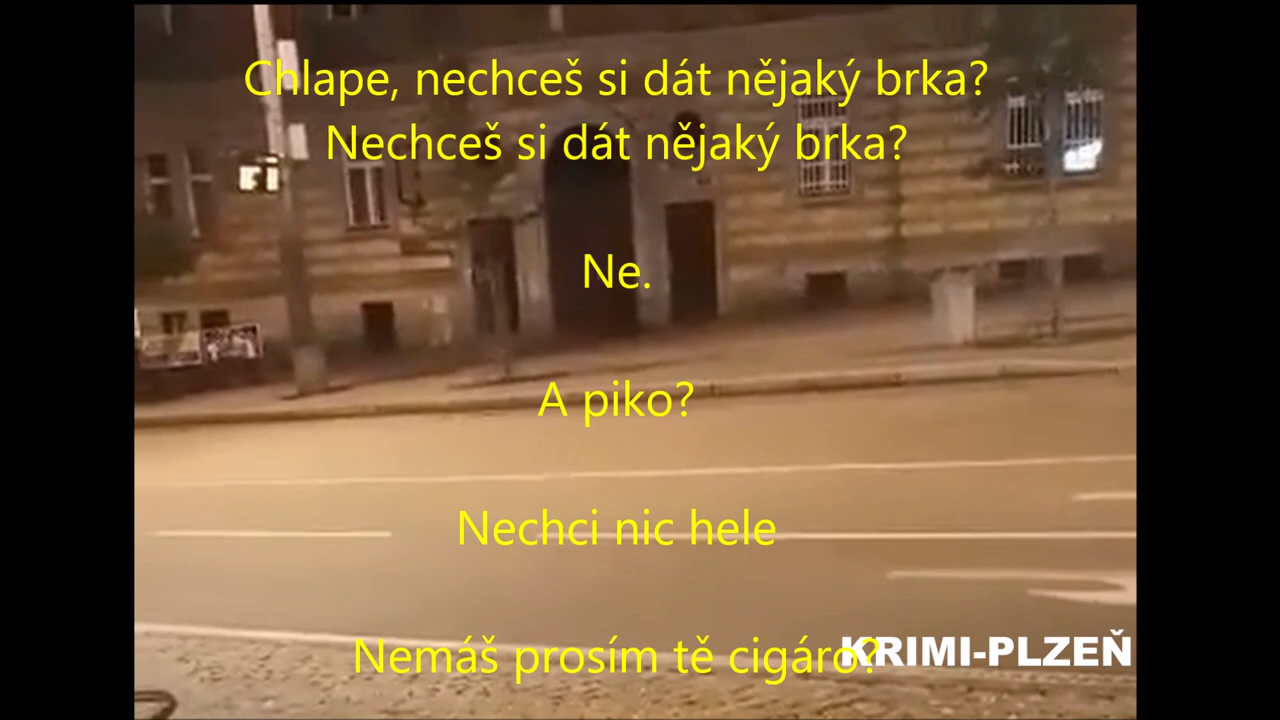 Chlape, nechceš si dát nějaký brka?
Nechceš si dát nějaký brka?
Ne.
A piko?
Nechci nic hele
Nemáš prosím tě cigáro?
KRIMI-PLZEŇ